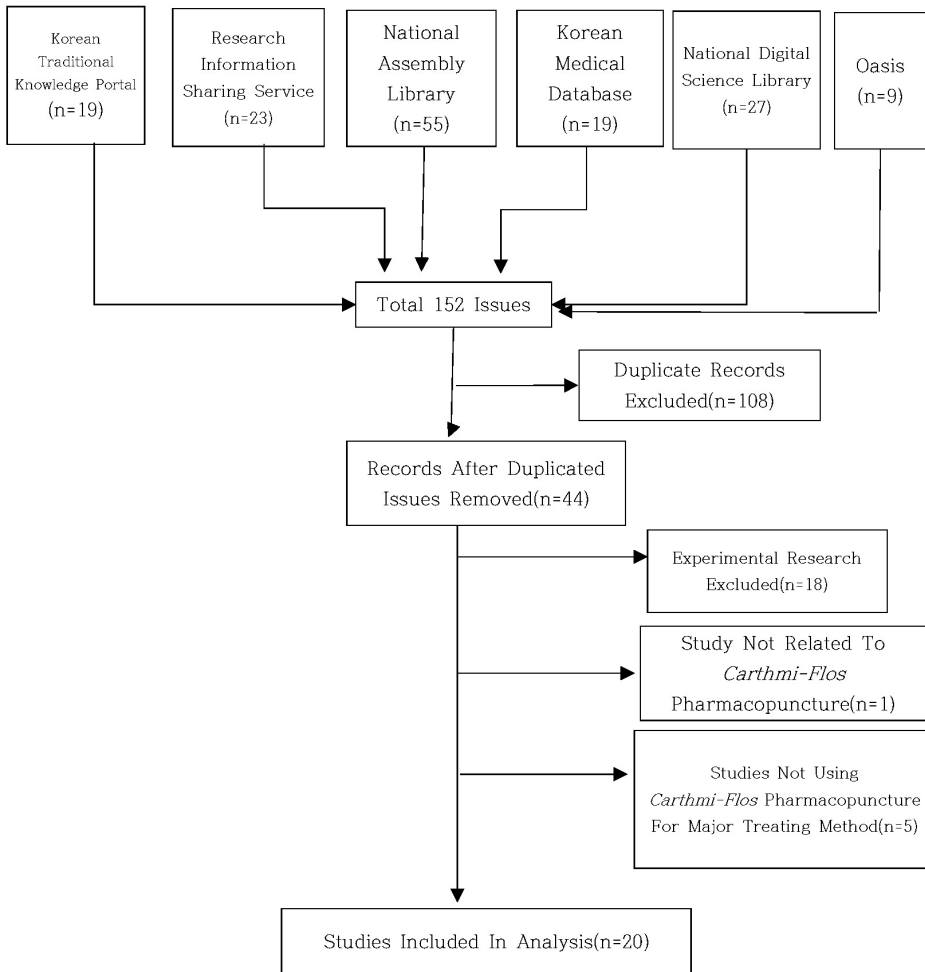 Korean
Traditional
Knowledge Portal
(n=19)
Research
Information
Sharing Service
(n=23)
National
Assembly
Library
(n=55)
Korean
Medical
Database
(n=19)
National Digital
Science Library
(n=27)
Oasis
(n=9)
Total 152 Issues
Duplicate Records
Excluded(n=108)
Records After Duplicated
Issues Removed(n=44)
Experimental Research
Excluded(n=18)
Study Not Related To
Carthmi-Flos
Pharmacopuncture(n=1)
Studies Not Using
Carthmi-Flos Pharmacopuncture
For Major Treating Method(n=5)
Studies Included In Analysis(n=20)